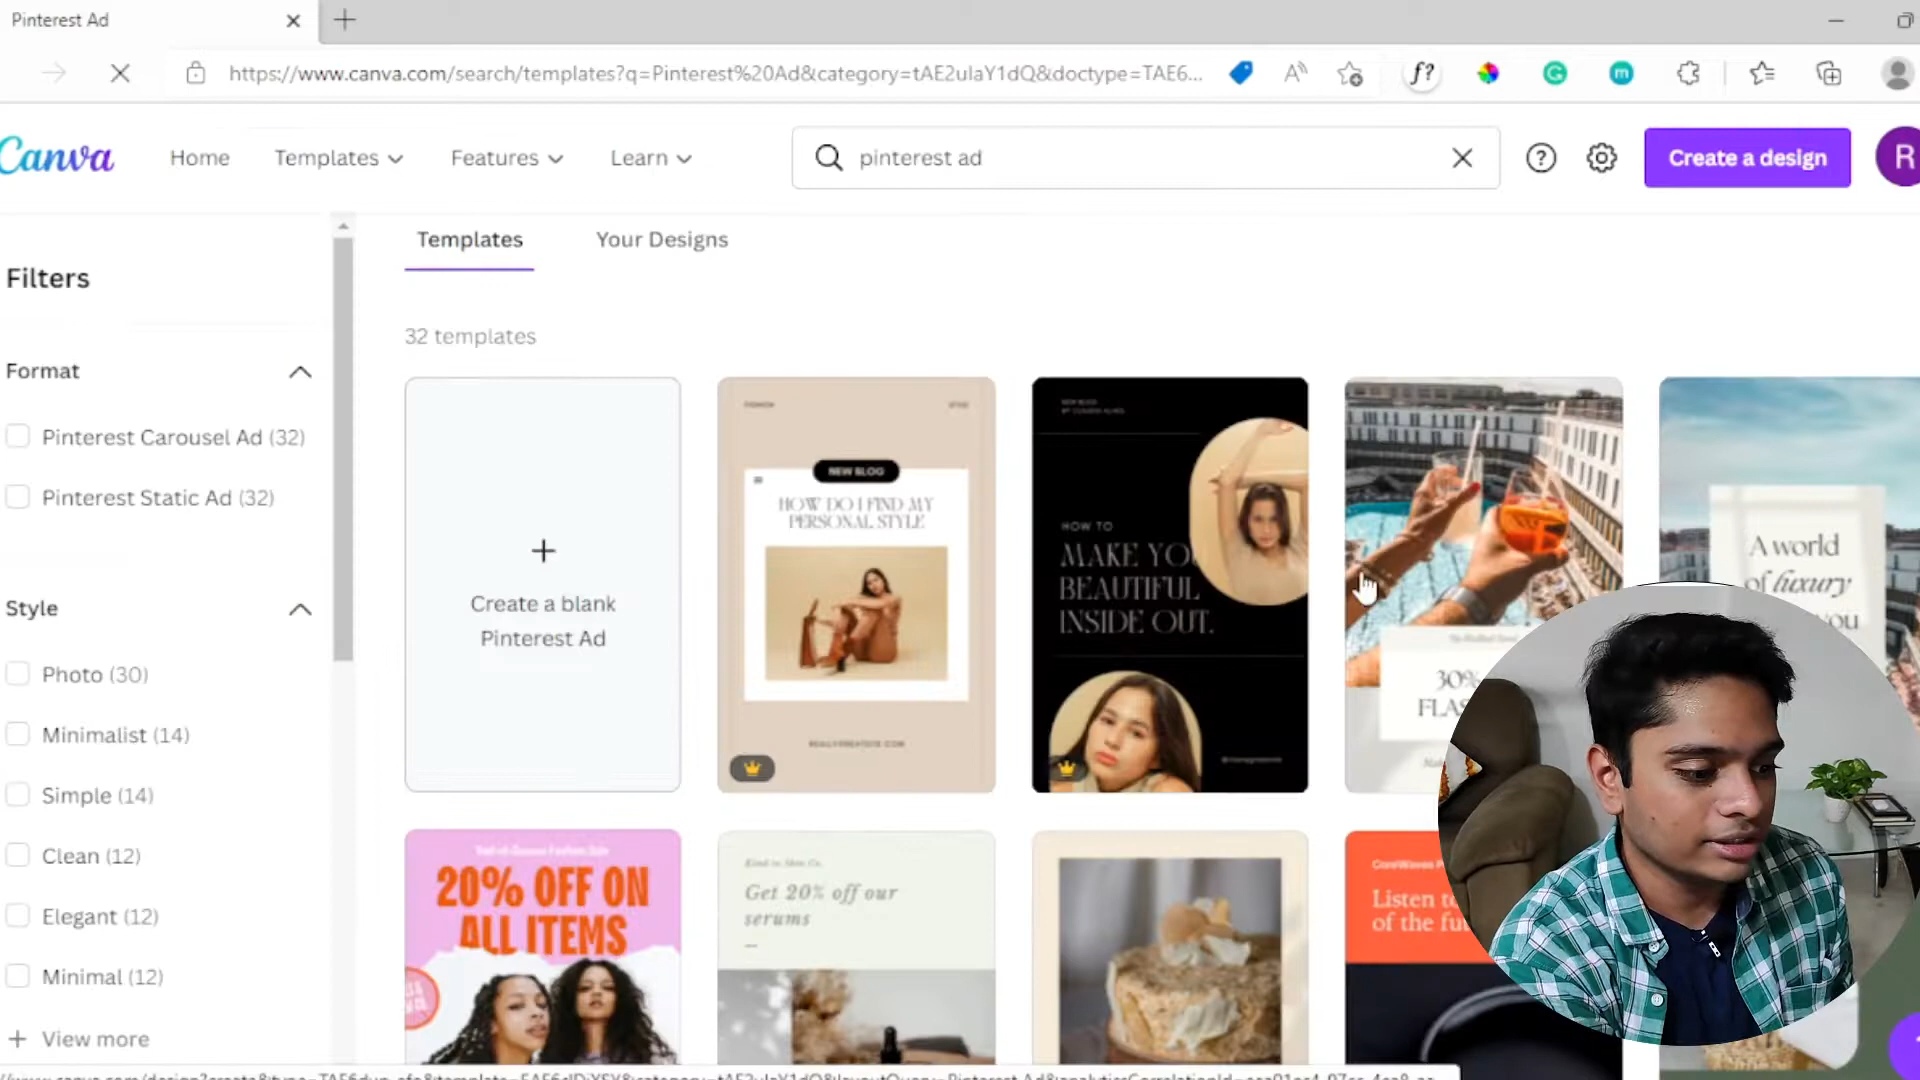 Pinterest Ad
https://www.canva.com/search/templates?q=Pinterest%20Ad&category=tAE2ulaY1dQ&doctype=TAE6...
Canva
Home
Templates
Features
Learn
pinterest ad
Create a design
R
Templates
Your Designs
Filters
32 templates
Format
Pinterest Carousel Ad (32)
Pinterest Static Ad (32)
Style
Photo (30)
Minimalist (14)
Simple (14)
Clean (12)
Elegant (12)
Minimal (12)
View more
Create a blank
Pinterest Ad
NEW BLOG
HOW DO I FIND MY
PERSONAL STYLE
HOW TO
MAKE YO
BEAUTIFUL
INSIDE OUT.
30%
FLAS
A world
of luxury
you
20% OFF ON
ALL ITEMS
Get 20% off our
serums
Listen t
of the fu